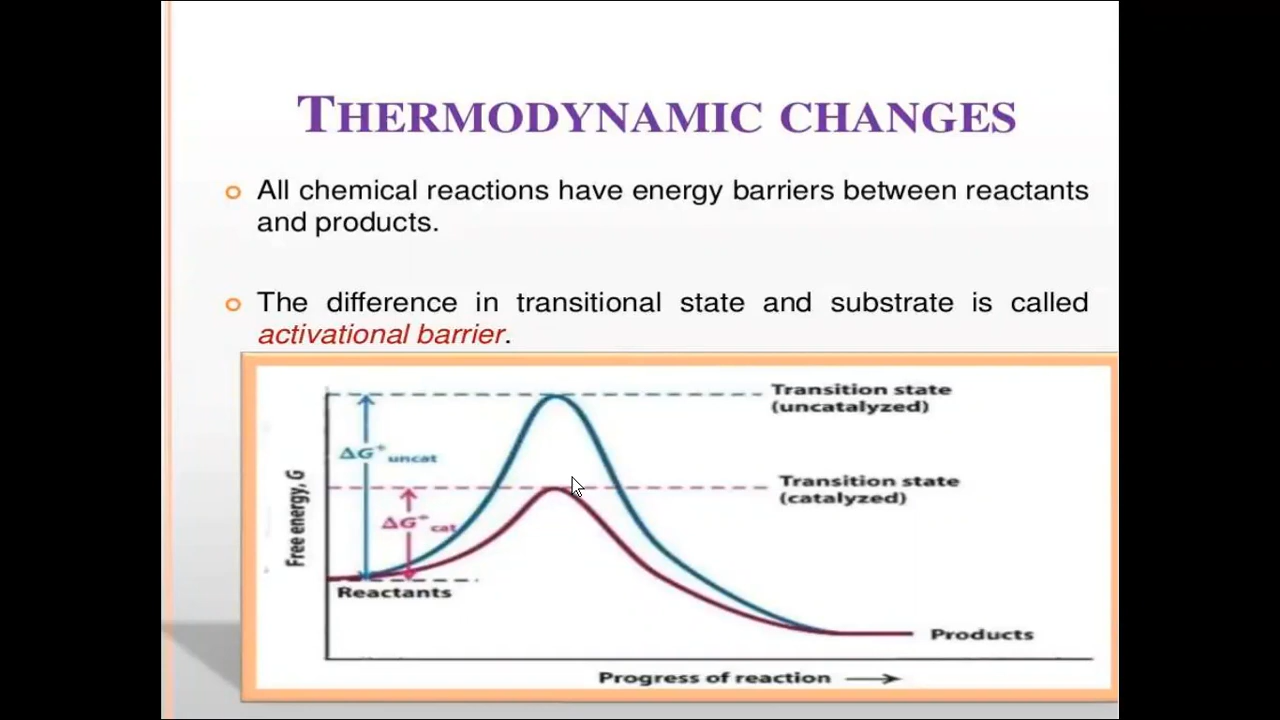 THERMODYNAMIC CHANGES
All chemical reactions have energy barriers between reactants
and products.
The difference in transitional state and substrate is called
activational barrier.
Transition state
(uncatalyzed)
ΔG‡uncat
Transition state
(catalyzed)
ΔG‡cat
Free energy, G
Reactants
Products
Progress of reaction